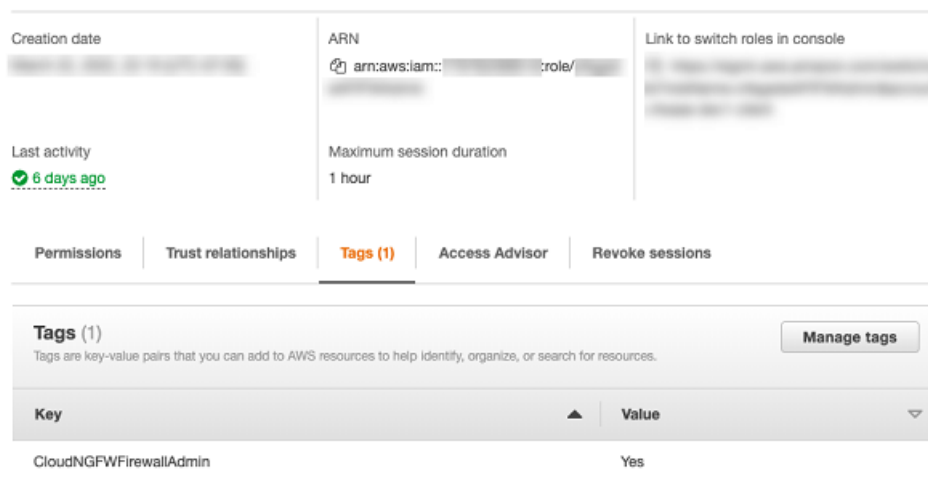 Creation date
ARN
Link to switch roles in console
arn:aws:iam:: :role/
Last activity
Maximum session duration
6 days ago
1 hour
Permissions
Trust relationships
Tags (1)
Access Advisor
Revoke sessions
Tags (1)
Manage tags
Tags are key-value pairs that you can add to AWS resources to help identify, organize, or search for resources.
Key
Value
CloudNGFWFirewallAdmin
Yes